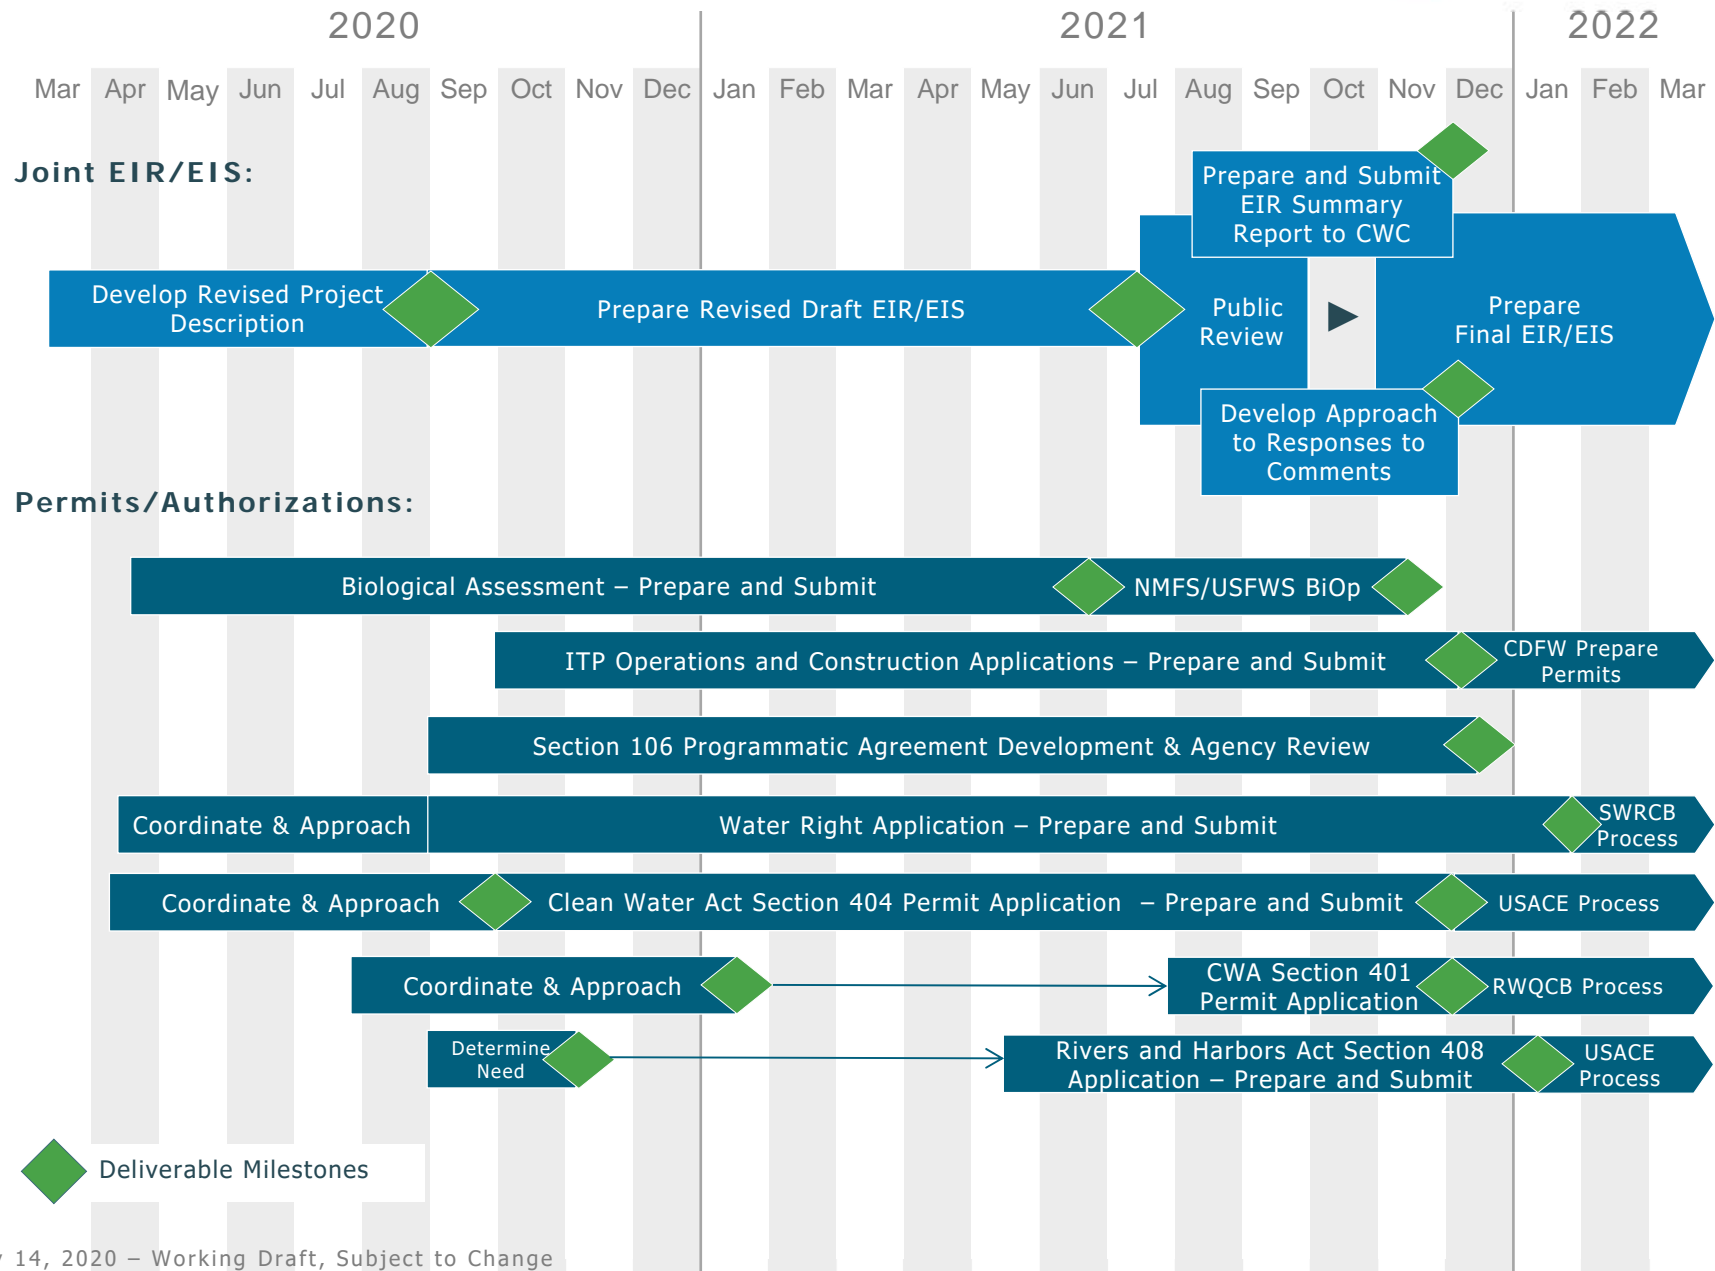 2020
2021
2022
Mar Apr May Jun Jul Aug Sep Oct Nov Dec Jan Feb Mar Apr May Jun Jul Aug Sep Oct Nov Dec Jan Feb Mar
Joint EIR/EIS:
Prepare and Submit
EIR Summary
Report to CWC
Develop Revised Project
Description
Prepare Revised Draft EIR/EIS
Public
Review
Prepare
Final EIR/EIS
Develop Approach
to Responses to
Comments
Permits/Authorizations:
Biological Assessment – Prepare and Submit
NMFS/USFWS BiOp
ITP Operations and Construction Applications – Prepare and Submit
CDFW Prepare
Permits
Section 106 Programmatic Agreement Development & Agency Review
Coordinate & Approach
Water Right Application – Prepare and Submit
SWRCB
Process
Coordinate & Approach
Clean Water Act Section 404 Permit Application – Prepare and Submit
USACE Process
Coordinate & Approach
CWA Section 401
Permit Application
RWQCB Process
Determine
Need
Rivers and Harbors Act Section 408
Application – Prepare and Submit
USACE
Process
Deliverable Milestones
14, 2020 – Working Draft, Subject to Change